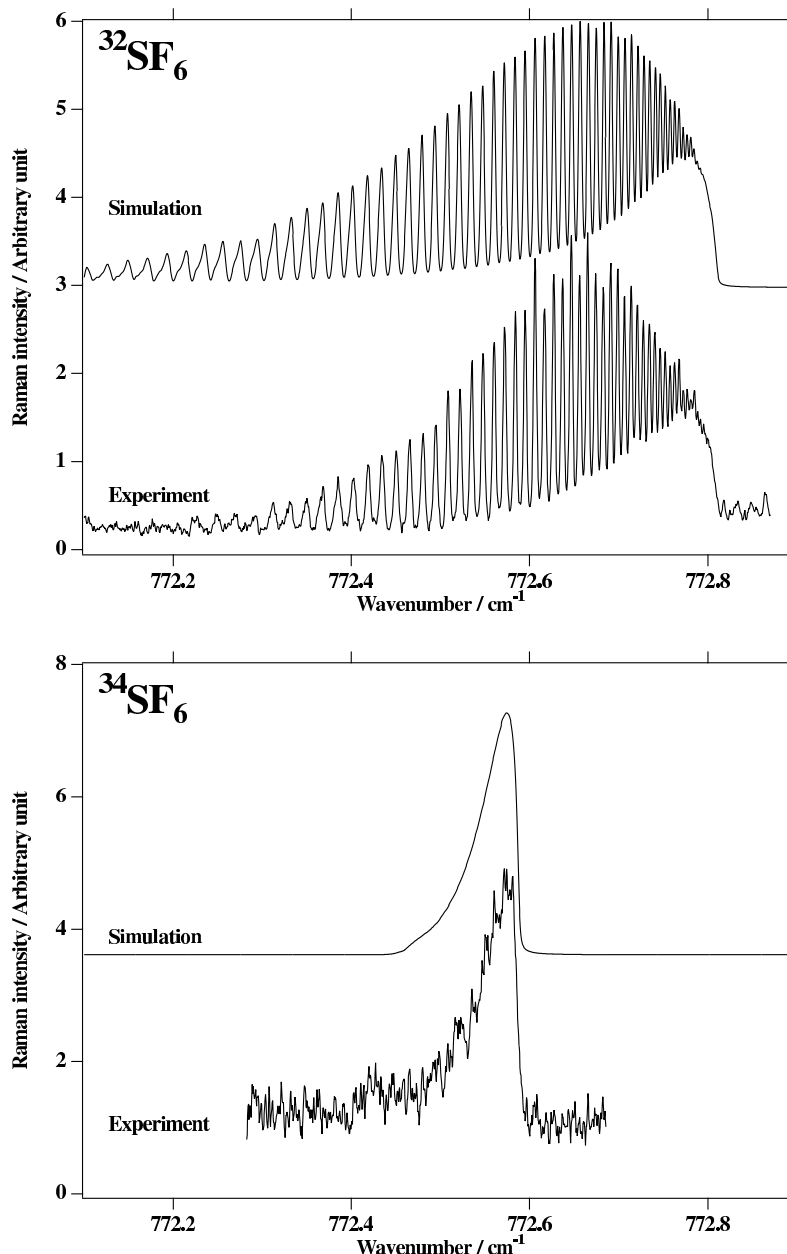 6
³²SF₆
5
Simulation
4
3
2
1
Experiment
0
Raman intensity / Arbitrary unit
772.2 772.4 772.6 772.8
Wavenumber / cm⁻¹
8
³⁴SF₆
6
4
Simulation
2
Experiment
0
Raman intensity / Arbitrary unit
772.2 772.4 772.6 772.8
Wavenumber / cm⁻¹